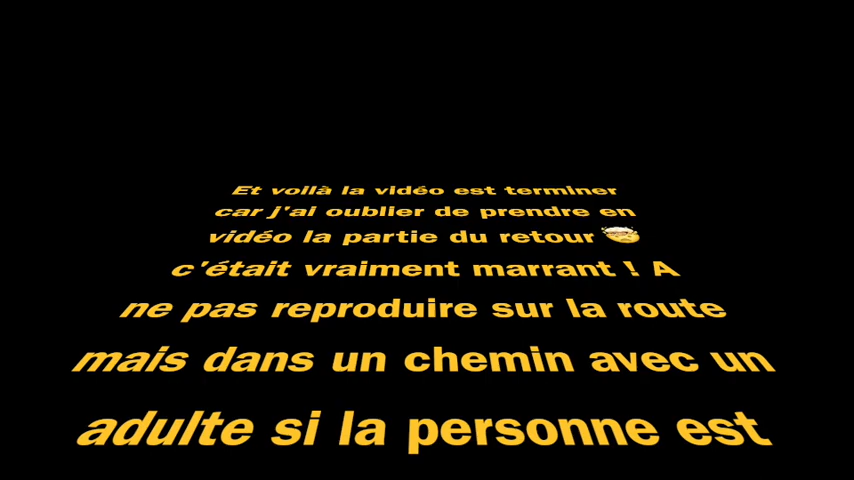 Et voilà la vidéo est terminer
car j'ai oublier de prendre en
vidéo la partie du retour 🤯
c'était vraiment marrant ! A
ne pas reproduire sur la route
mais dans un chemin avec un
adulte si la personne est